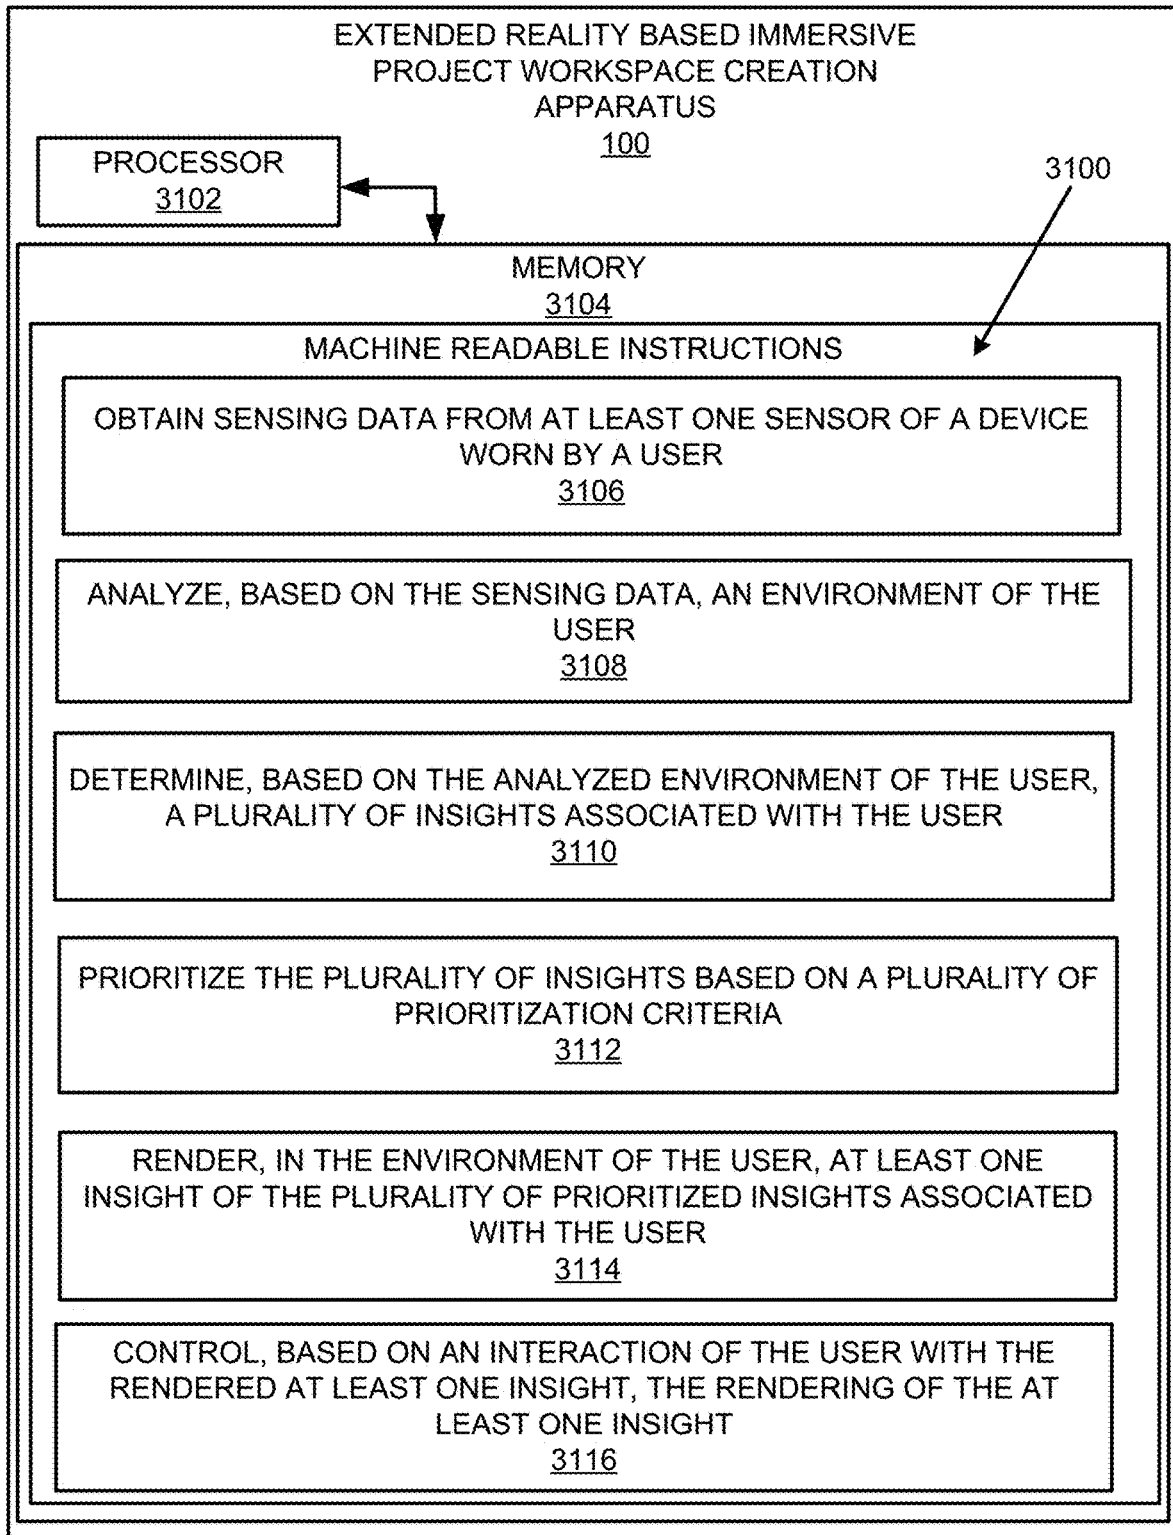 EXTENDED REALITY BASED IMMERSIVE
PROJECT WORKSPACE CREATION
APPARATUS
100
PROCESSOR
3102
3100
MEMORY
3104
MACHINE READABLE INSTRUCTIONS
OBTAIN SENSING DATA FROM AT LEAST ONE SENSOR OF A DEVICE
WORN BY A USER
3106
ANALYZE, BASED ON THE SENSING DATA, AN ENVIRONMENT OF THE
USER
3108
DETERMINE, BASED ON THE ANALYZED ENVIRONMENT OF THE USER,
A PLURALITY OF INSIGHTS ASSOCIATED WITH THE USER
3110
PRIORITIZE THE PLURALITY OF INSIGHTS BASED ON A PLURALITY OF
PRIORITIZATION CRITERIA
3112
RENDER, IN THE ENVIRONMENT OF THE USER, AT LEAST ONE
INSIGHT OF THE PLURALITY OF PRIORITIZED INSIGHTS ASSOCIATED
WITH THE USER
3114
CONTROL, BASED ON AN INTERACTION OF THE USER WITH THE
RENDERED AT LEAST ONE INSIGHT, THE RENDERING OF THE AT
LEAST ONE INSIGHT
3116